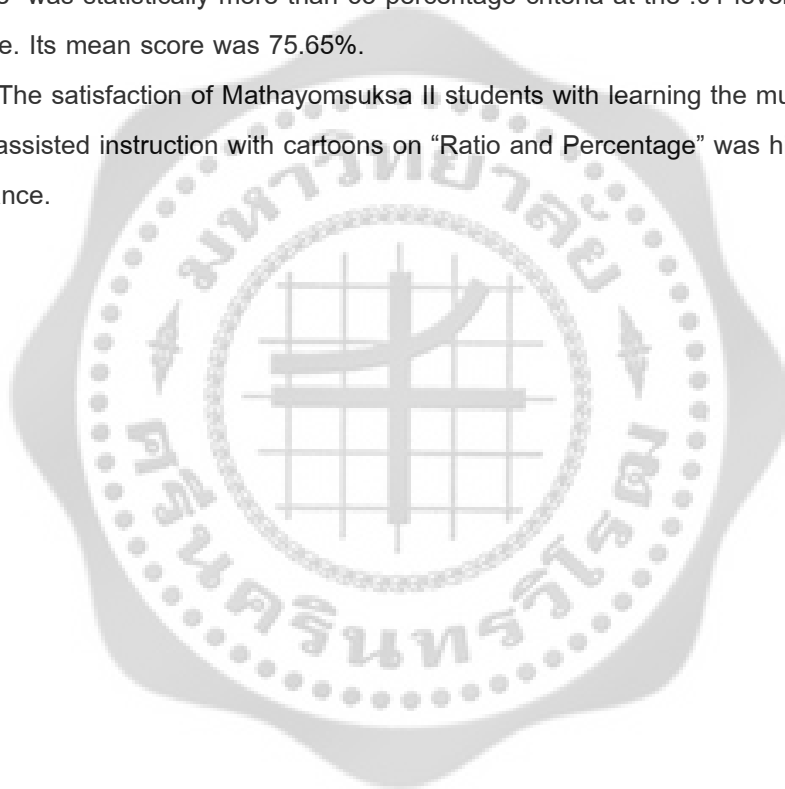 was statistically more than
percentage criteria at the
e. Its mean score was 75.65%.
The satisfaction of Mathayomsuksa II students with learning the mu
assisted instruction with cartoons on “Ratio and Percentage” was h
nce.
มหาวิทยาลัย
ศรีนครินทรวิโรฒ